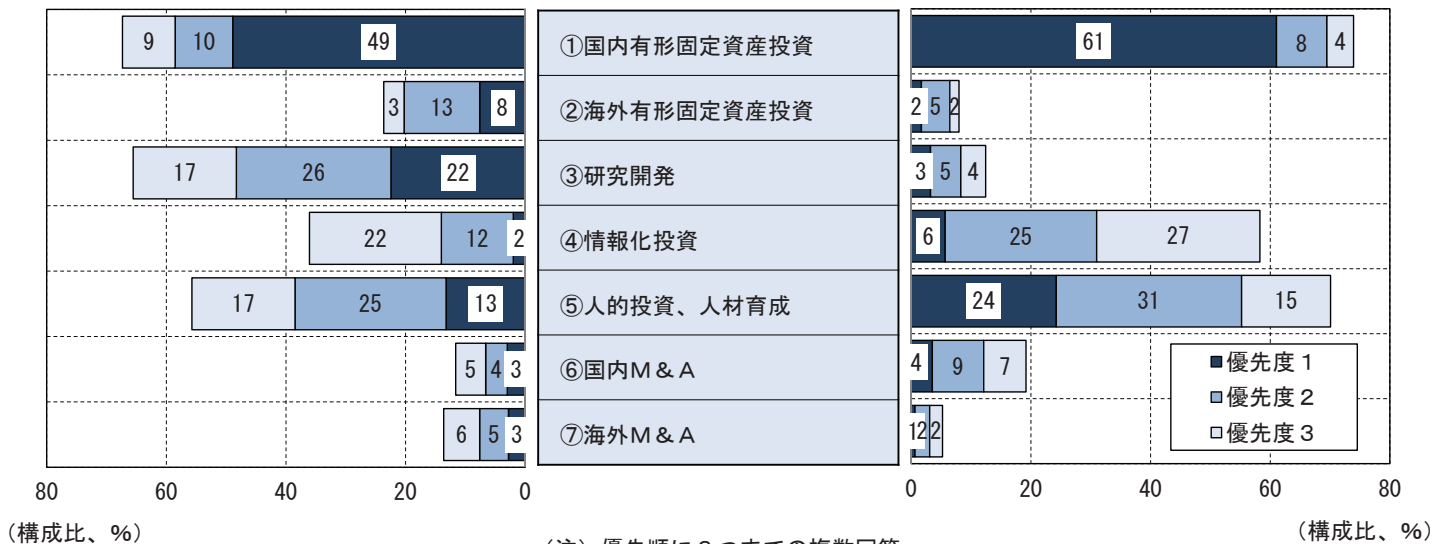 9 10 49 ①国内有形固定資産投資 61 8 4
3 13 8 ②海外有形固定資産投資 2 5 2
17 26 22 ③研究開発 3 5 4
22 12 2 ④情報化投資 6 25 27
17 25 13 ⑤人的投資、人材育成 24 31 15
5 4 3 ⑥国内M&A 4 9 7
6 5 3 ⑦海外M&A 1 2 2
優先度1
優先度2
優先度3
80 60 40 20 0 0 20 40 60 80
(構成比、%) (構成比、%)